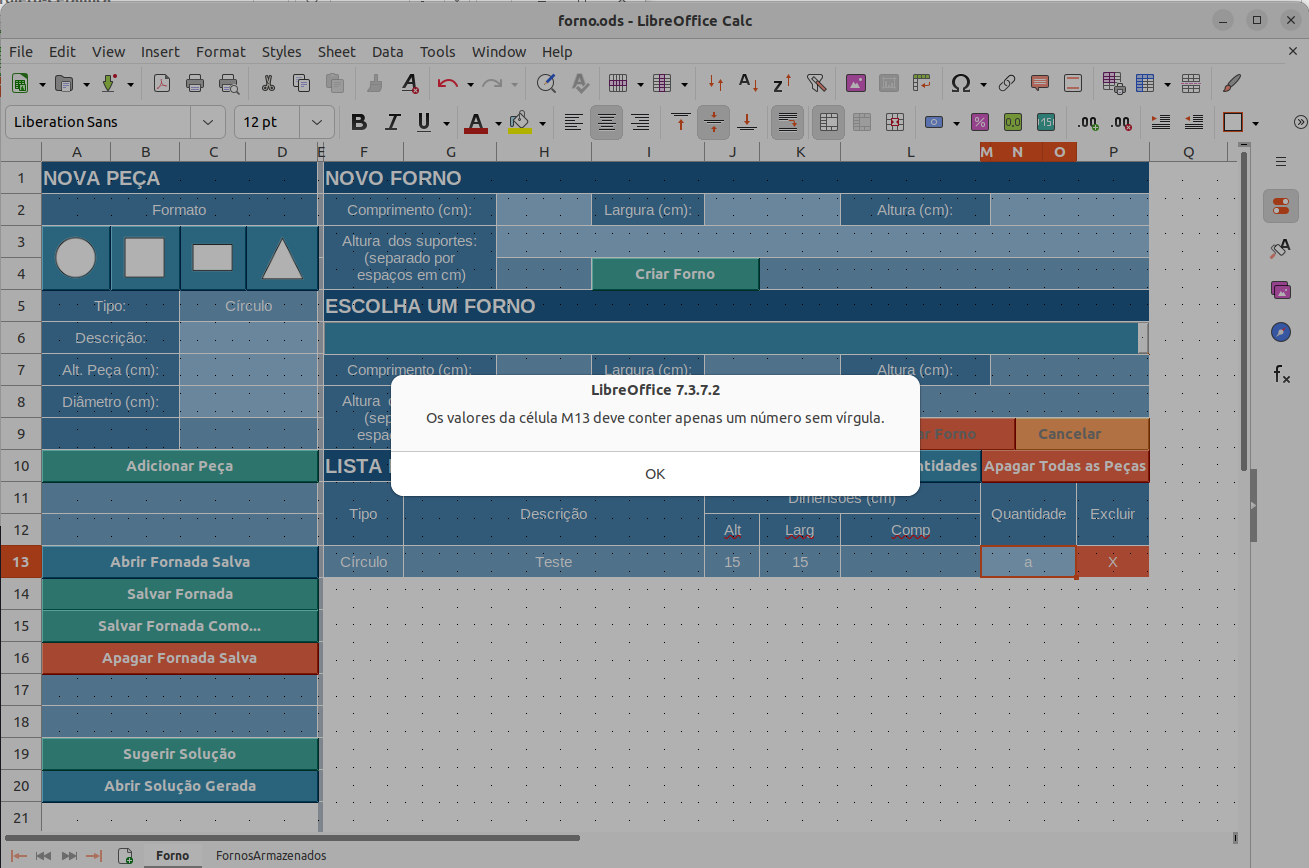 forno.ods - LibreOffice Calc
File Edit View Insert Format Styles Sheet Data Tools Window Help
Liberation Sans 12 pt
A B C D E F G H I J K L M N O P Q
1 NOVA PEÇA NOVO FORNO
2 Formato Comprimento (cm): Largura (cm): Altura (cm):
3 Altura dos suportes:
(separado por
4 espaços em cm) Criar Forno
5 Tipo: Círculo ESCOLHA UM FORNO
6 Descrição:
7 Alt. Peça (cm): Comprimento (cm): Largura (cm): Altura (cm):
8 Diâmetro (cm): Altura
9 Forno Cancelar
LibreOffice 7.3.7.2
Os valores da célula M13 deve conter apenas um número sem vírgula.
OK
10 Adicionar Peça LISTA Apagar Todas as Peças
11 Tipo Descrição Dimensões (cm) Quantidade Excluir
12 Alt Larg Comp
13 Abrir Fornada Salva Círculo Teste 15 15 a X
14 Salvar Fornada
15 Salvar Fornada Como...
16 Apagar Fornada Salva
17
18
19 Sugerir Solução
20 Abrir Solução Gerada
21
Forno FornosArmazenados